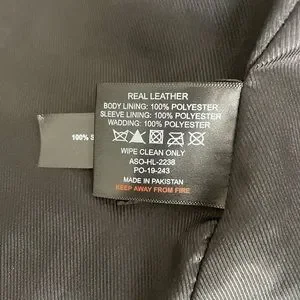 REAL LEATHER
BODY LINING: 100% POLYESTER
SLEEVE LINING: 100% POLYESTER
WADDING: 100% POLYESTER
WIPE CLEAN ONLY
ASO-HL-2238
PO-19-243
MADE IN PAKISTAN
KEEP AWAY FROM FIRE
100% S